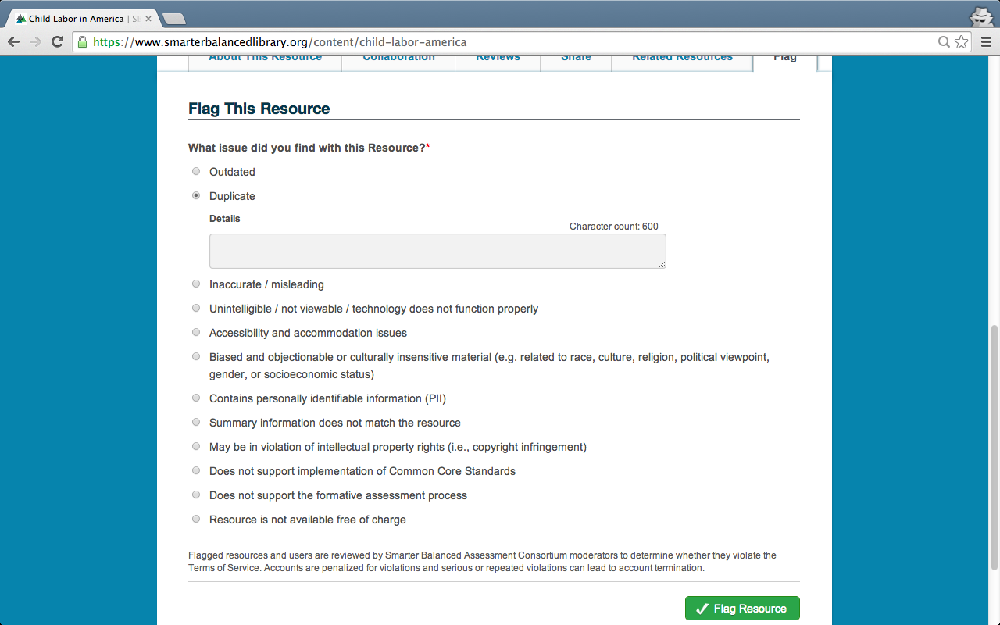 Child Labor in America | S
https://www.smarterbalancedlibrary.org/content/child-labor-america
About This Resource Collaboration Reviews Share Related Resources Flag
Flag This Resource
What issue did you find with this Resource?*
Outdated
Duplicate
Details
Character count: 600
Inaccurate / misleading
Unintelligible / not viewable / technology does not function properly
Accessibility and accommodation issues
Biased and objectionable or culturally insensitive material (e.g. related to race, culture, religion, political viewpoint,
gender, or socioeconomic status)
Contains personally identifiable information (PII)
Summary information does not match the resource
May be in violation of intellectual property rights (i.e., copyright infringement)
Does not support implementation of Common Core Standards
Does not support the formative assessment process
Resource is not available free of charge
Flagged resources and users are reviewed by Smarter Balanced Assessment Consortium moderators to determine whether they violate the
Terms of Service. Accounts are penalized for violations and serious or repeated violations can lead to account termination.
Flag Resource